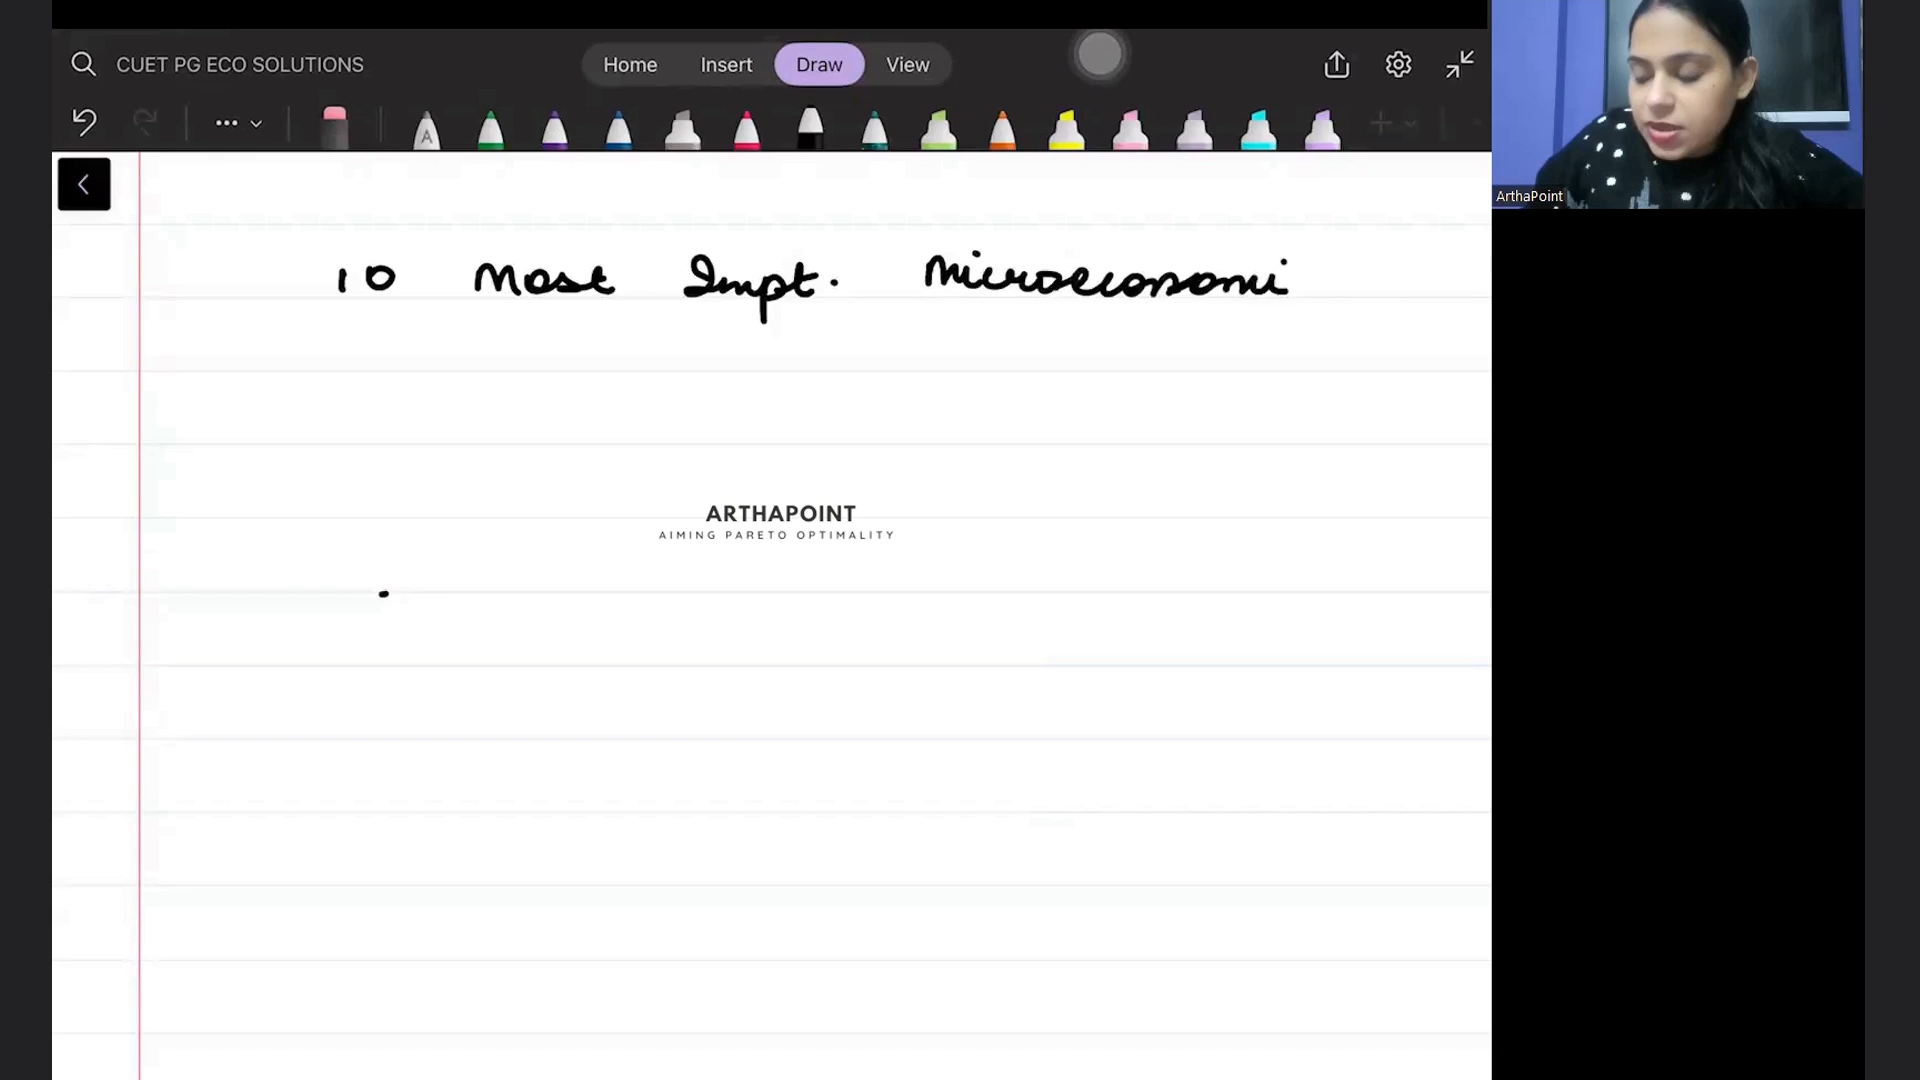 CUET PG ECO SOLUTIONS
Home Insert Draw View
A
ArthaPoint
10 Most Impt. Microeconomi
ARTHAPOINT
AIMING PARETO OPTIMALITY